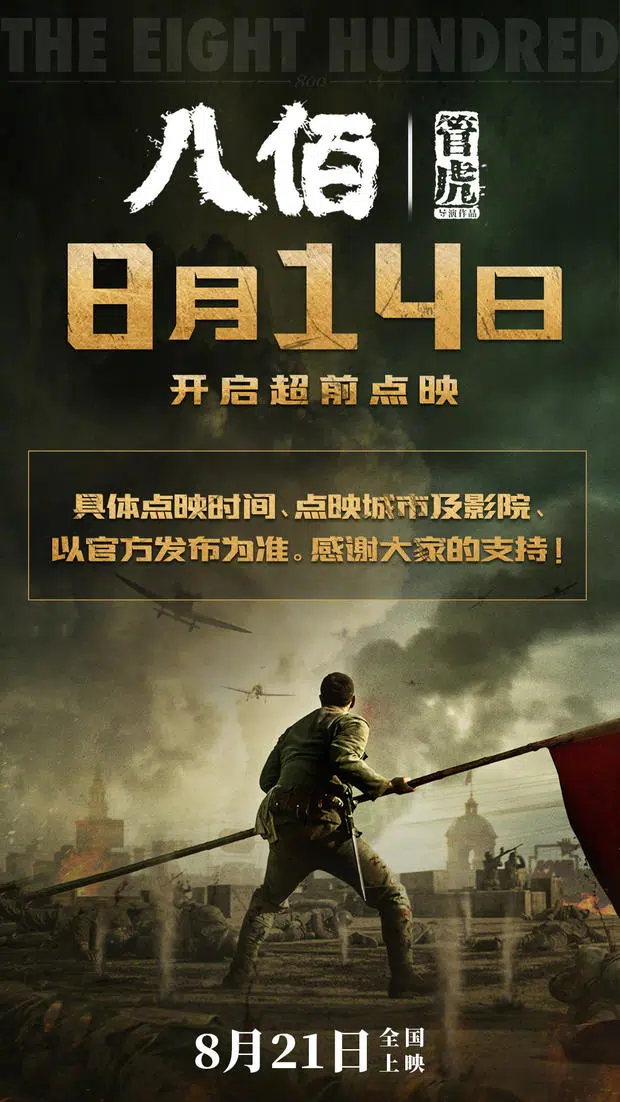 THE EIGHT HUNDRED
800
八佰
管虎
导演作品
8月14日
开启超前点映
具体点映时间、点映城市及影院、
以官方发布为准。感谢大家的支持！
8月21日 全国上映